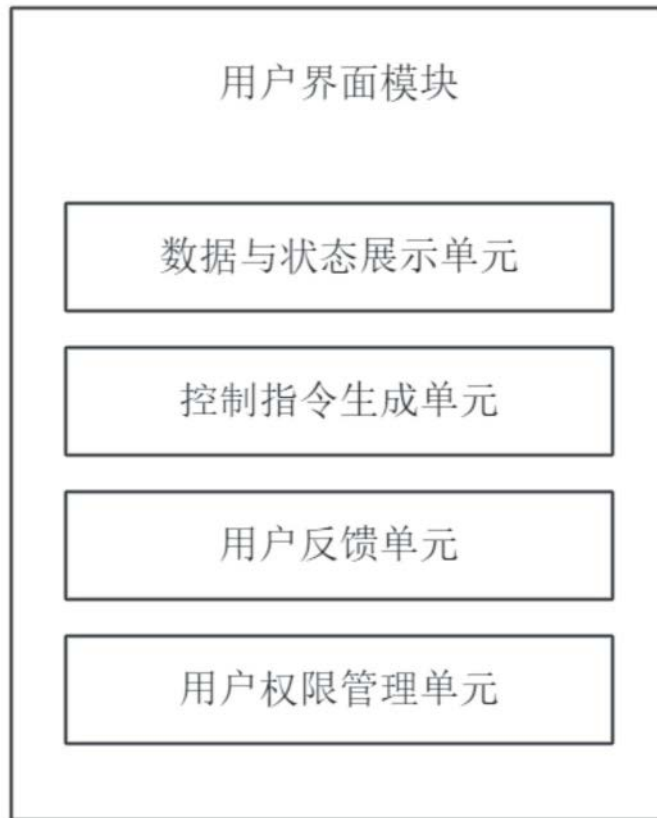 用户界面模块
数据与状态展示单元
控制指令生成单元
用户反馈单元
用户权限管理单元